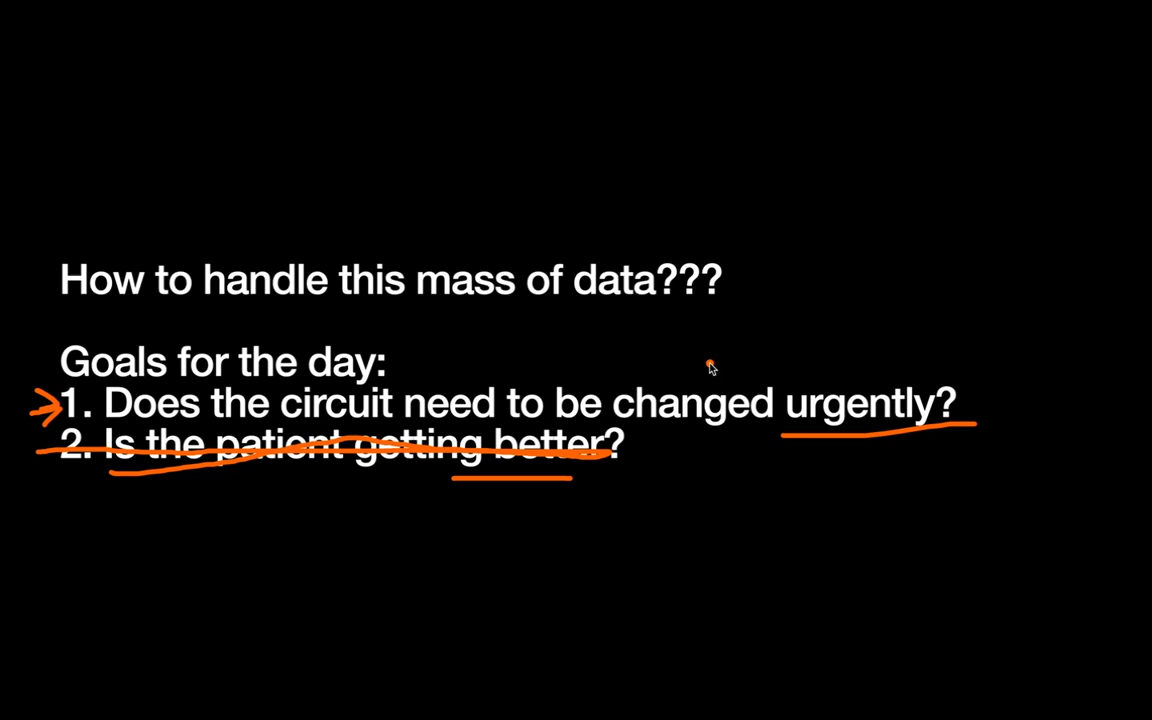 How to handle this mass of data???
Goals for the day:
1. Does the circuit need to be changed urgently?
2. Is the patient getting better?